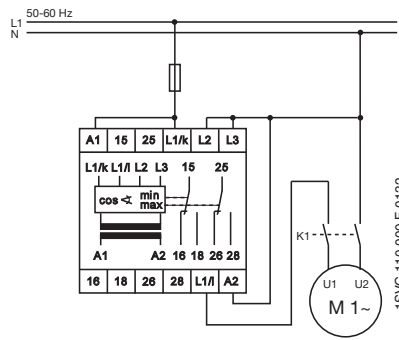 50-60 Hz
L1
N
A1 15 25 L1/k L2 L3
L1/k L1/l L2 L3 15 25
cos ∢ min
max
A1 A2 16 18 26 28
16 18 26 28 L1/l A2
K1
U1 U2
M 1~